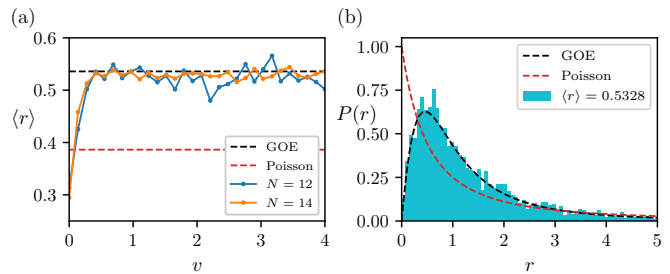 (a)
0.6
0.5
0.4
0.3
⟨r⟩
GOE
Poisson
N = 12
N = 14
0 1 2 3 4
v
(b)
1.00
0.75
0.50
0.25
0.00
P(r)
GOE
Poisson
⟨r⟩ = 0.5328
0 1 2 3 4 5
r